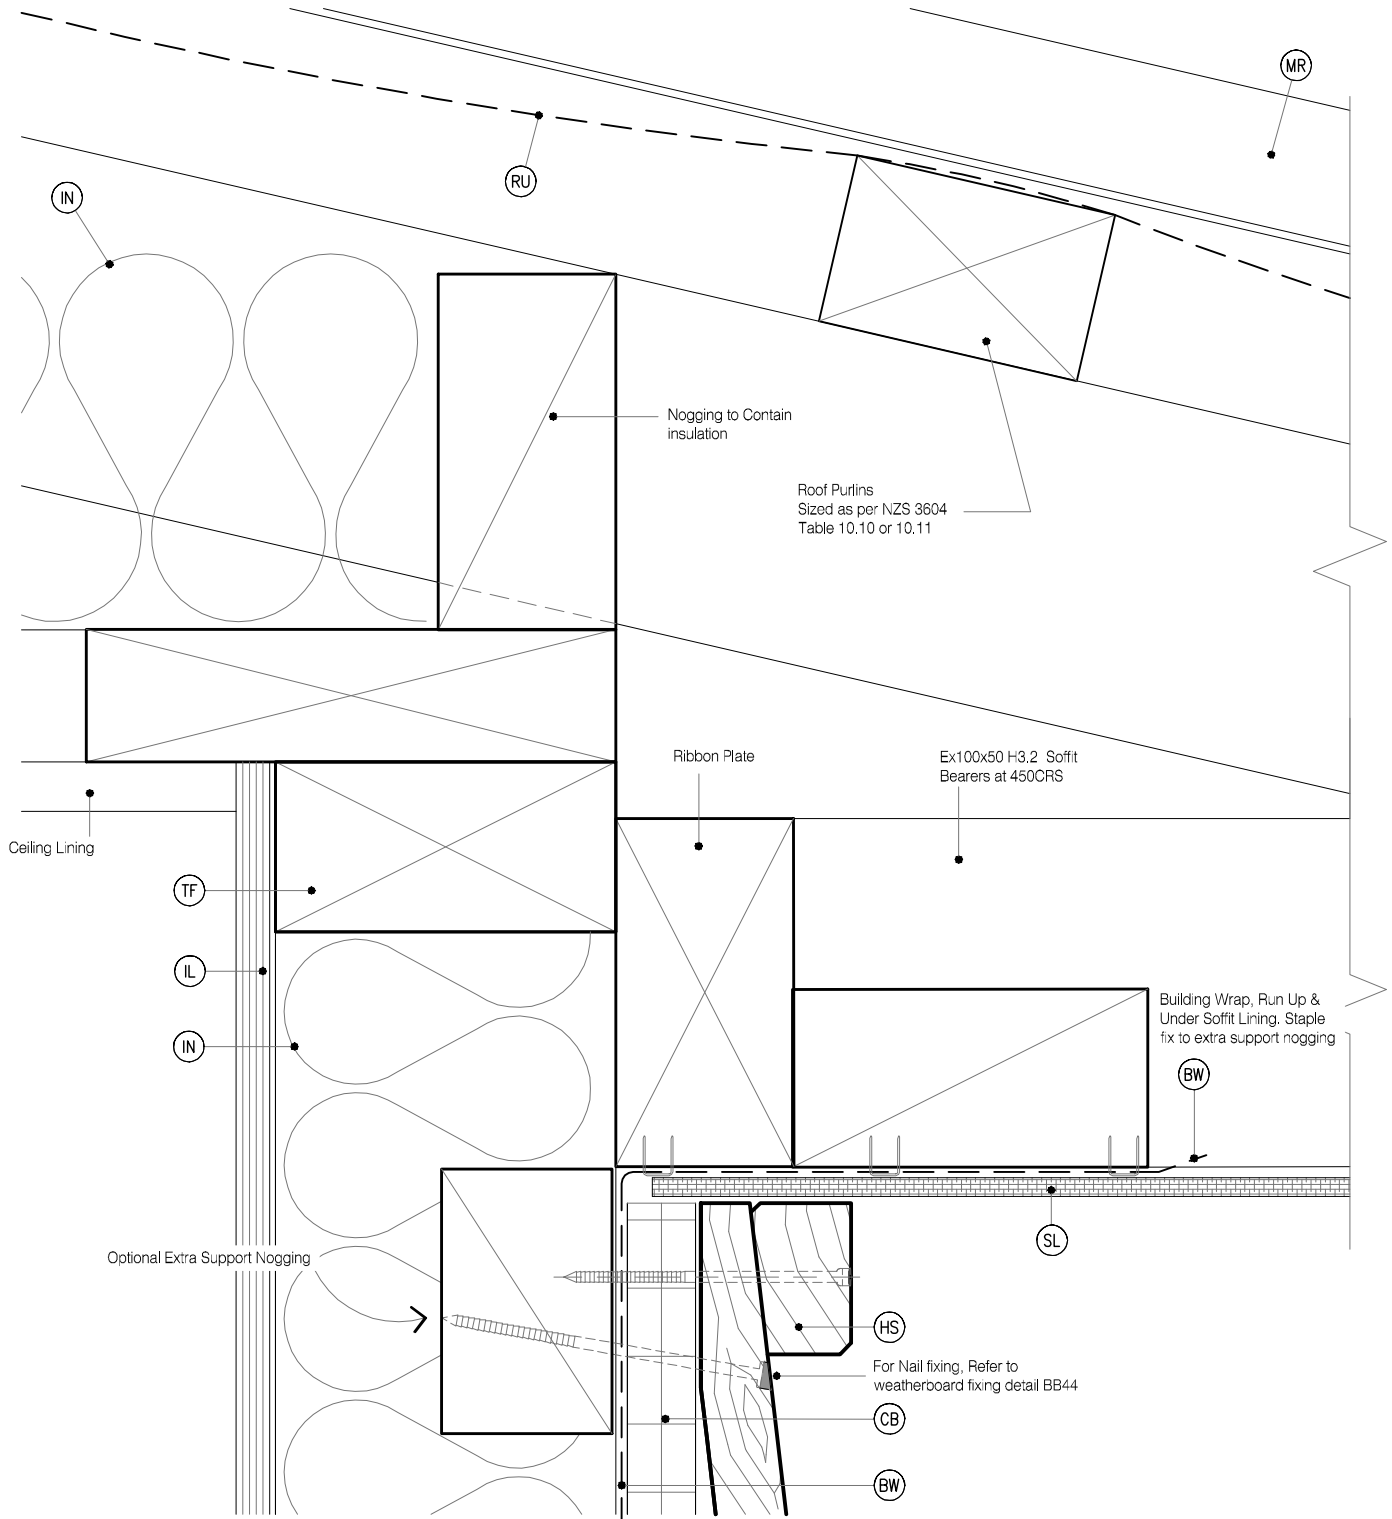 MR
RU
IN
Nogging to Contain
insulation
Roof Purlins
Sized as per NZS 3604
Table 10.10 or 10.11
Ribbon Plate
Ex100x50 H3.2 Soffit
Bearers at 450CRS
Ceiling Lining
TF
IL
IN
Building Wrap, Run Up &
Under Soffit Lining. Staple
fix to extra support nogging
BW
SL
Optional Extra Support Nogging
HS
For Nail fixing, Refer to
weatherboard fixing detail BB44
CB
BW